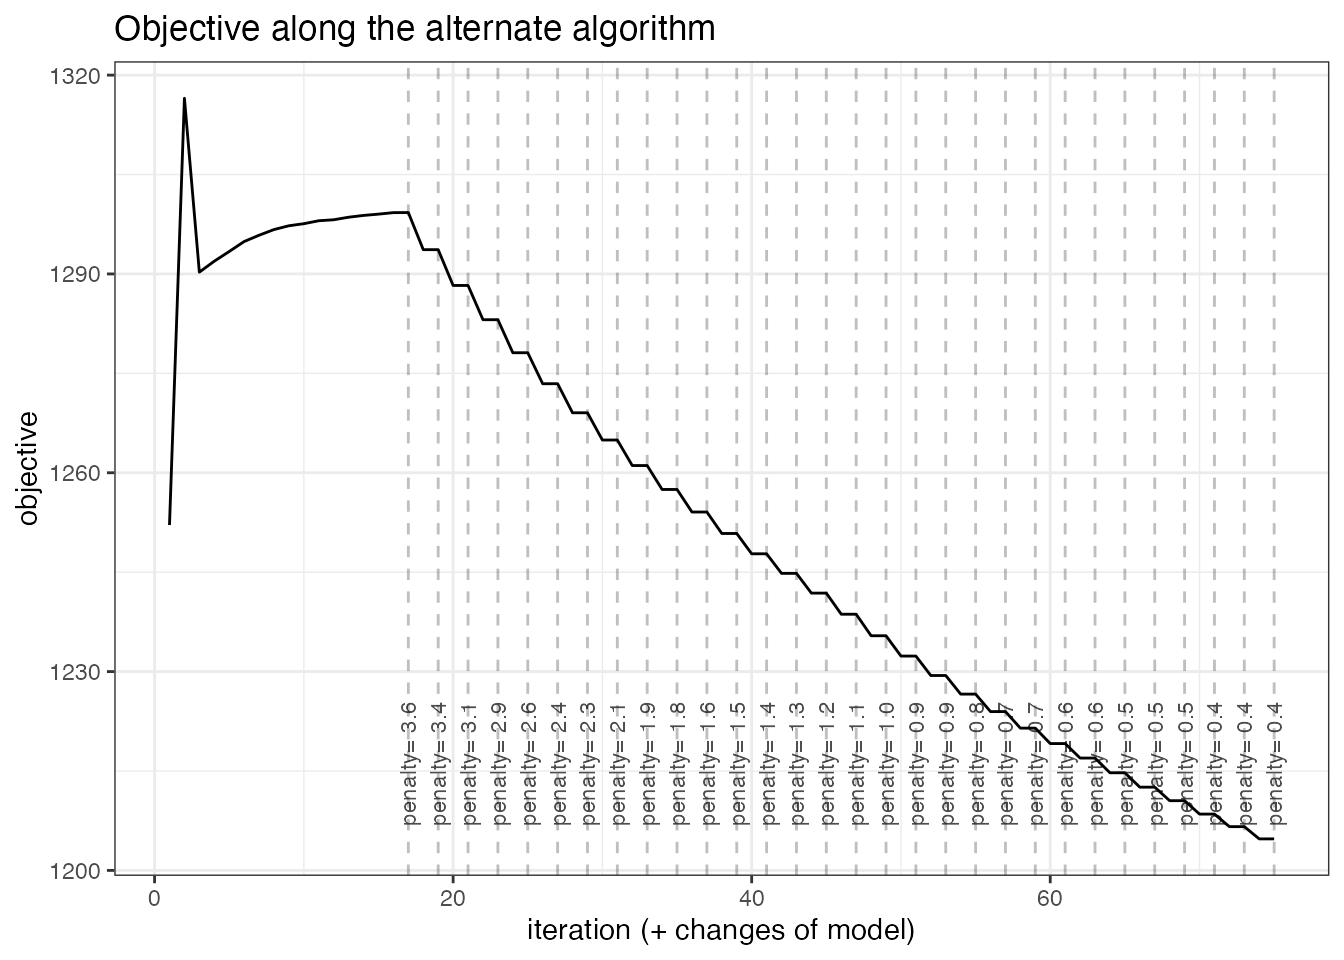 Objective along the alternate algorithm
1320
1290
1260
1230
1200
objective
penalty= 3.6
penalty= 3.4
penalty= 3.1
penalty= 2.9
penalty= 2.6
penalty= 2.4
penalty= 2.3
penalty= 2.1
penalty= 1.9
penalty= 1.8
penalty= 1.6
penalty= 1.5
penalty= 1.4
penalty= 1.3
penalty= 1.2
penalty= 1.1
penalty= 1.0
penalty= 0.9
penalty= 0.9
penalty= 0.8
penalty= 0.7
penalty= 0.7
penalty= 0.6
penalty= 0.6
penalty= 0.5
penalty= 0.5
penalty= 0.5
penalty= 0.4
penalty= 0.4
penalty= 0.4
0
20
40
60
iteration (+ changes of model)